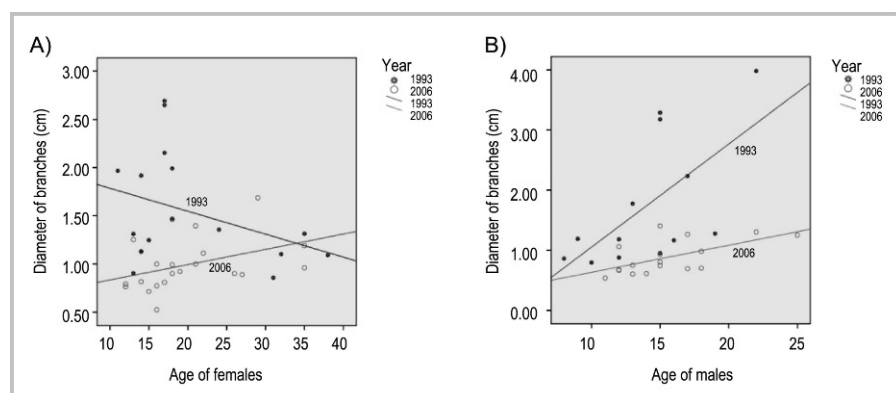 A)
Year
1993
2006
1993
2006
3.00
2.50
2.00
1.50
1.00
0.50
Diameter of branches (cm)
1993
2006
10 15 20 25 30 35 40
Age of females
B)
Year
1993
2006
1993
2006
4.00
3.00
2.00
1.00
0.00
Diameter of branches (cm)
1993
2006
10 15 20 25
Age of males